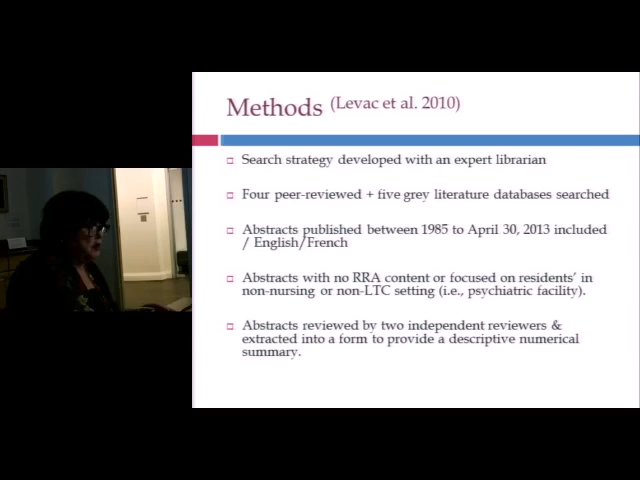 Methods (Levac et al. 2010)
Search strategy developed with an expert librarian
Four peer-reviewed + five grey literature databases searched
Abstracts published between 1985 to April 30, 2013 included
/ English/French
Abstracts with no RRA content or focused on residents' in
non-nursing or non-LTC setting (i.e., psychiatric facility).
Abstracts reviewed by two independent reviewers &
extracted into a form to provide a descriptive numerical
summary.